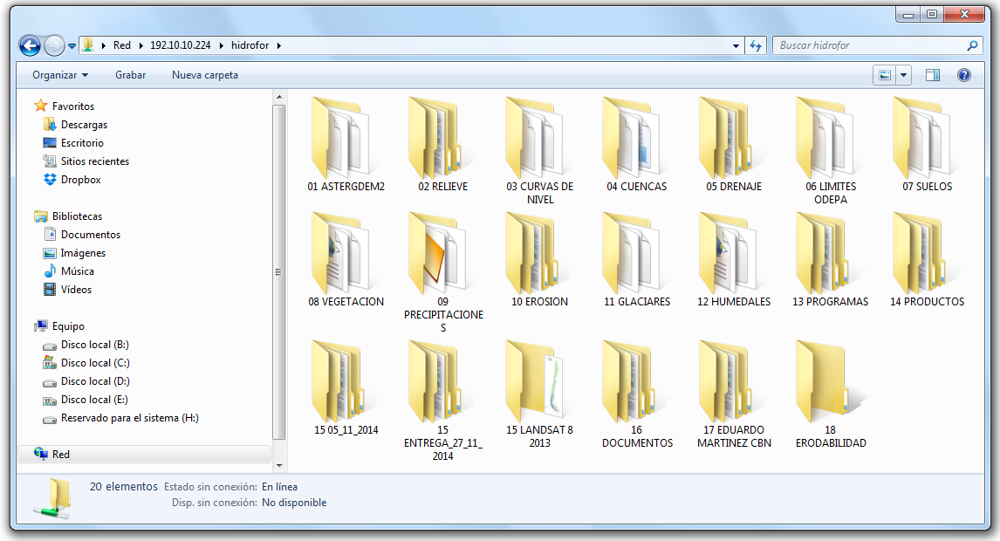 Red ▸ 192.10.10.224 ▸ hidrofor ▸
Buscar hidrofor
Organizar Grabar Nueva carpeta
Favoritos
Descargas
Escritorio
Sitios recientes
Dropbox
Bibliotecas
Documentos
Imágenes
Música
Vídeos
Equipo
Disco local (B:)
Disco local (C:)
Disco local (D:)
Disco local (E:)
Reservado para el sistema (H:)
Red
01 ASTERGDEM2
02 RELIEVE
03 CURVAS DE
NIVEL
04 CUENCAS
05 DRENAJE
06 LIMITES
ODEPA
07 SUELOS
08 VEGETACION
09
PRECIPITACIONE
S
10 EROSION
11 GLACIARES
12 HUMEDALES
13 PROGRAMAS
14 PRODUCTOS
15 05_11_2014
15
ENTREGA_27_11_
2014
15 LANDSAT 8
2013
16
DOCUMENTOS
17 EDUARDO
MARTINEZ CBN
18
ERODABILIDAD
20 elementos Estado sin conexión: En línea
Disp. sin conexión: No disponible